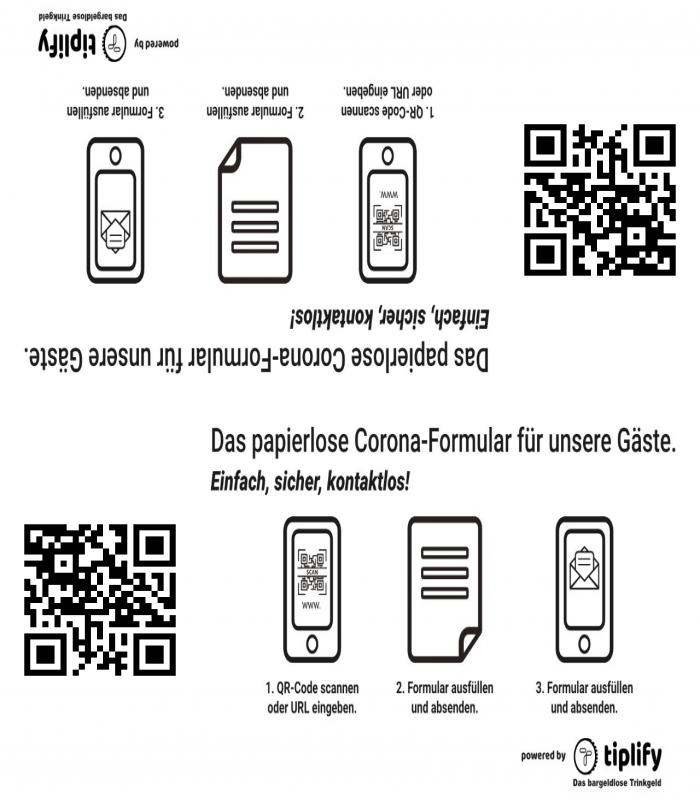 Das bargeldlose Trinkgeld
powered by tiplify
3. Formular ausfüllen
und absenden.
2. Formular ausfüllen
und absenden.
1. QR-Code scannen
oder URL eingeben.
WWW.
SCAN
Einfach, sicher, kontaktlos!
Das papierlose Corona-Formular für unsere Gäste.
Das papierlose Corona-Formular für unsere Gäste.
Einfach, sicher, kontaktlos!
SCAN
WWW.
1. QR-Code scannen
oder URL eingeben.
2. Formular ausfüllen
und absenden.
3. Formular ausfüllen
und absenden.
powered by tiplify
Das bargeldlose Trinkgeld